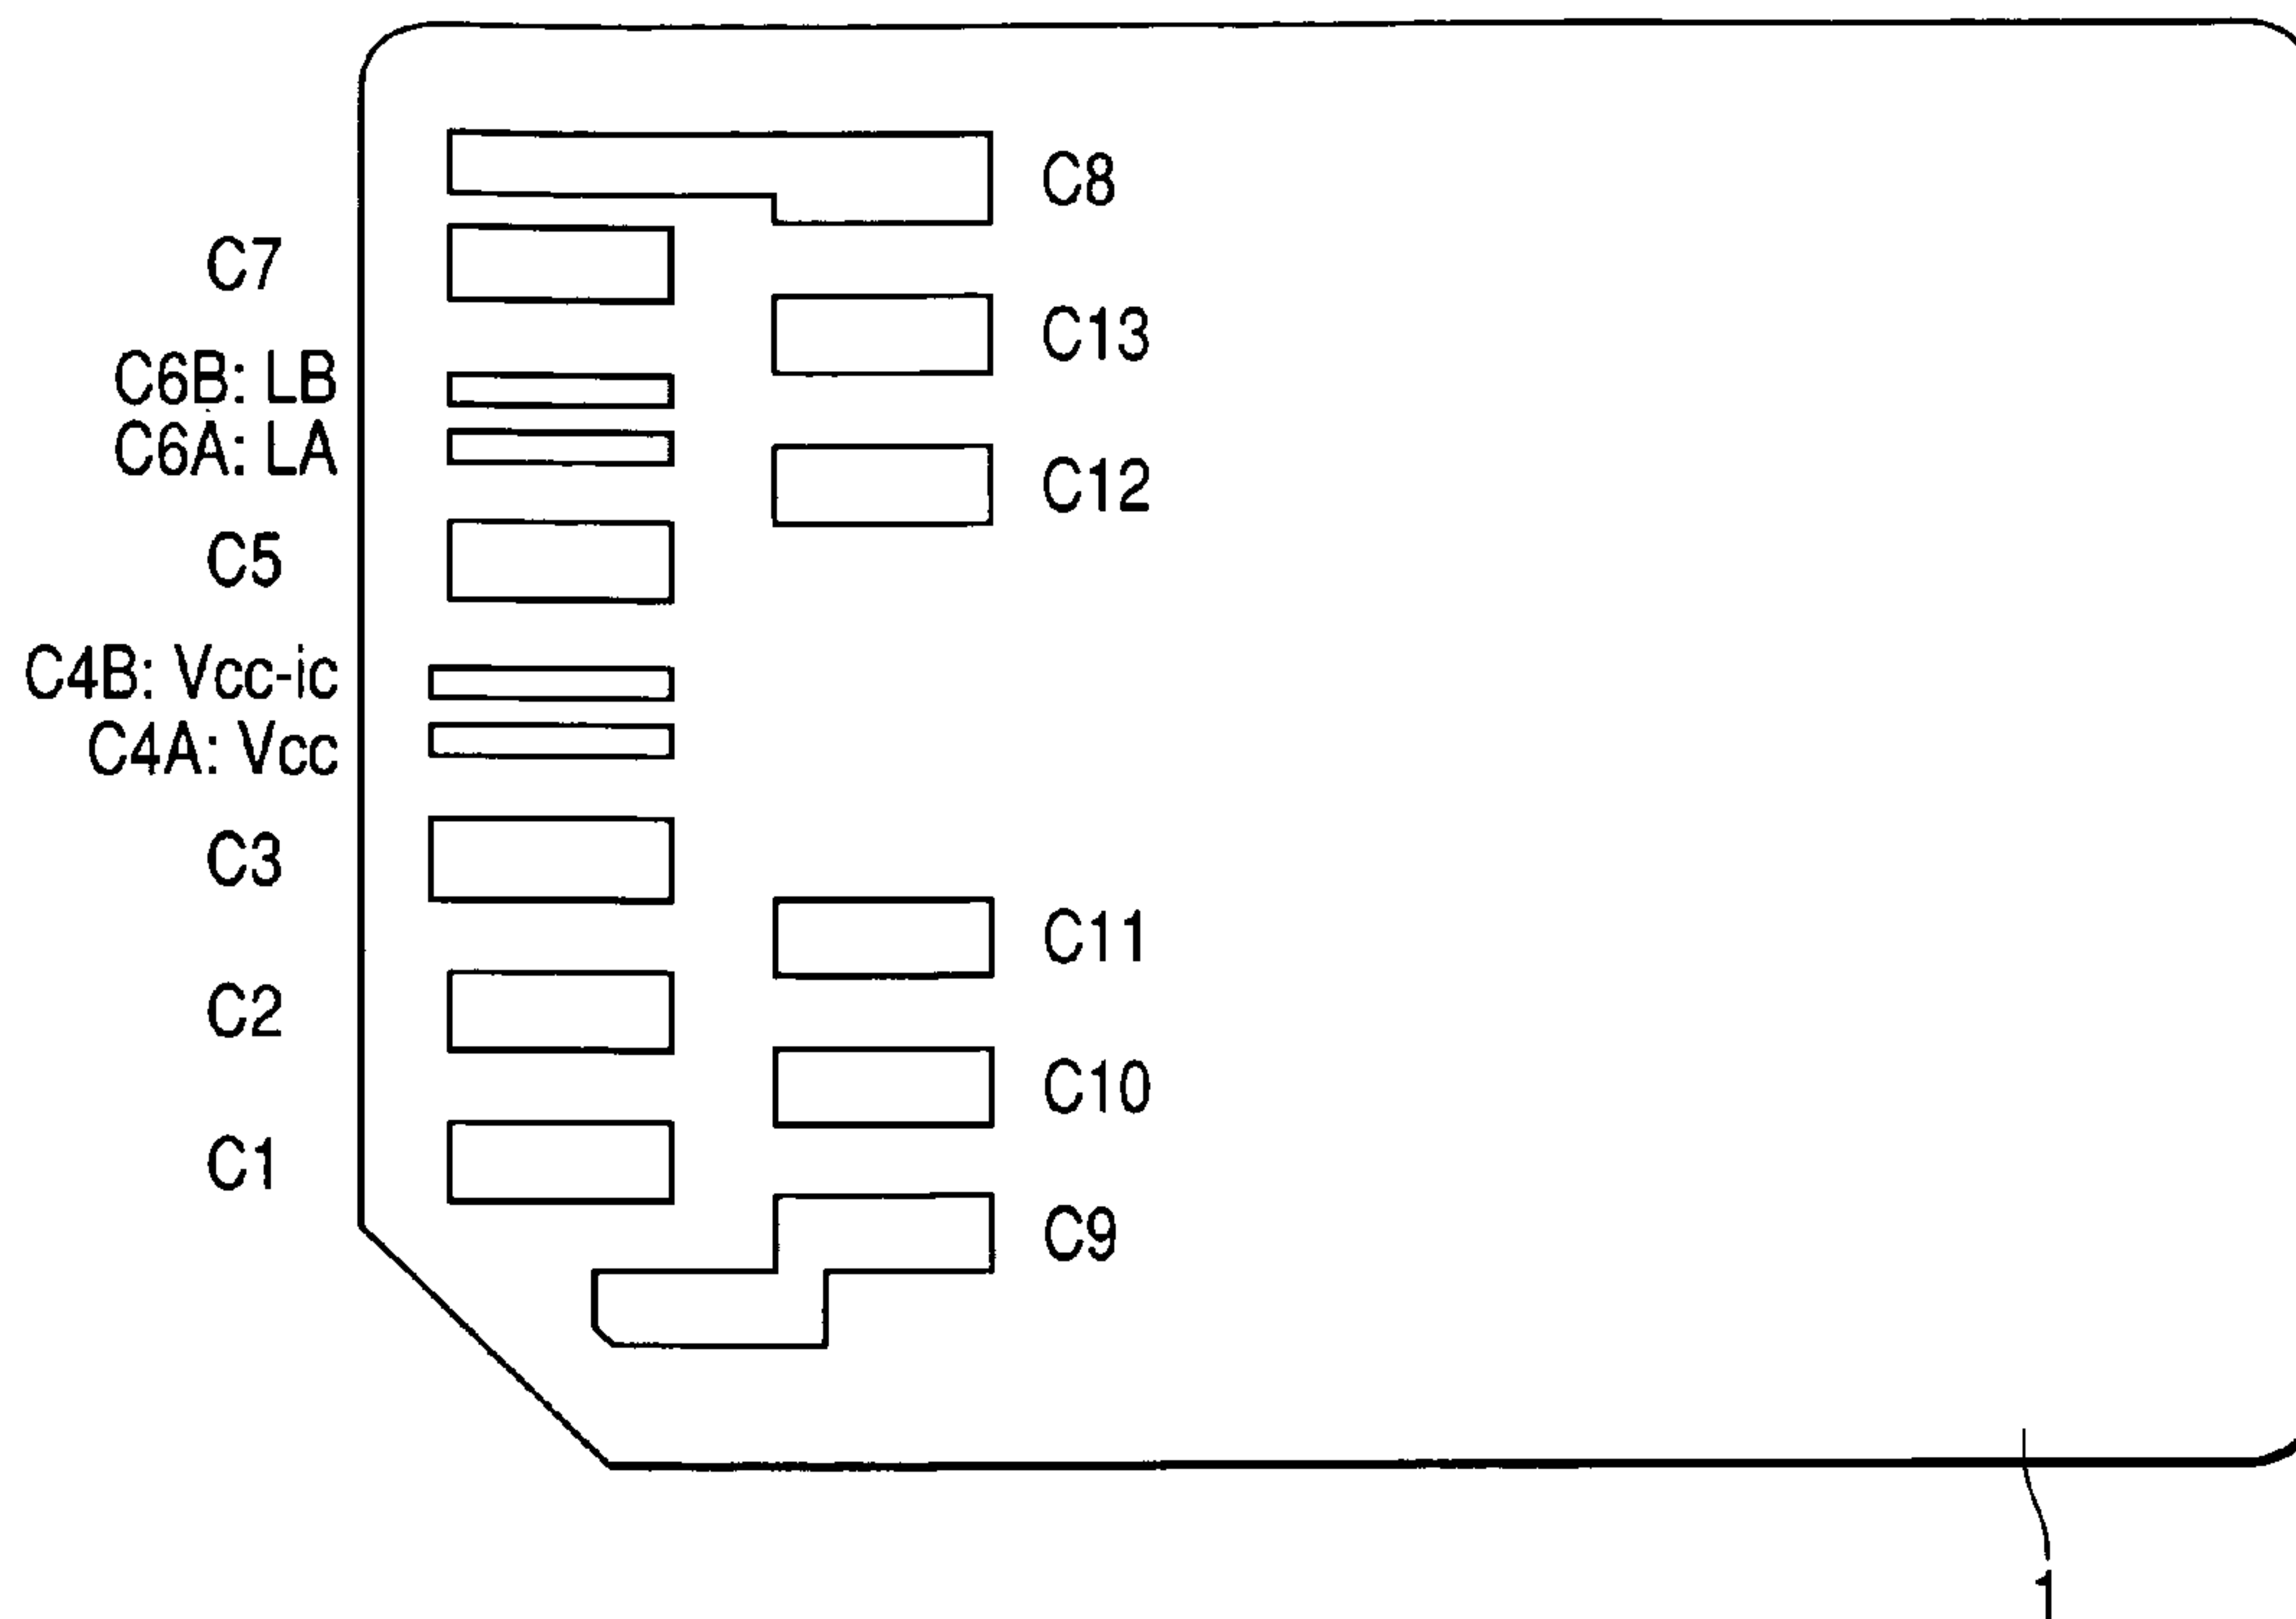 C8
C7
C13
C6B: LB
C6A: LA
C12
C5
C4B: Vcc-ic
C4A: Vcc
C3
C11
C2
C10
C1
C9
1